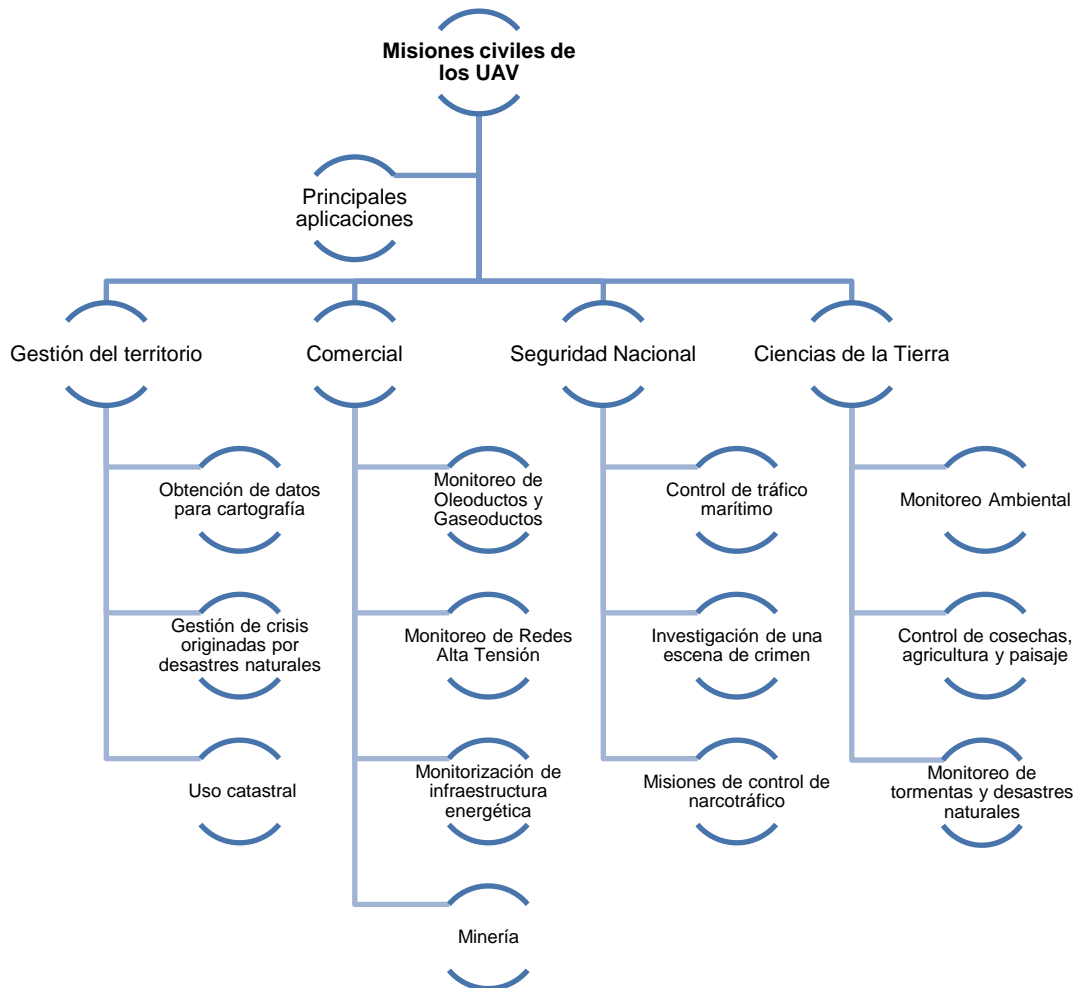 Misiones civiles de
los UAV
Principales
aplicaciones
Gestión del territorio
Comercial
Seguridad Nacional
Ciencias de la Tierra
Obtención de datos
para cartografía
Gestión de crisis
originadas por
desastres naturales
Uso catastral
Monitoreo de
Oleoductos y
Gaseoductos
Monitoreo de Redes
Alta Tensión
Monitorización de
infraestructura
energética
Minería
Control de tráfico
marítimo
Investigación de una
escena de crimen
Misiones de control de
narcotráfico
Monitoreo Ambiental
Control de cosechas,
agricultura y paisaje
Monitoreo de
tormentas y desastres
naturales